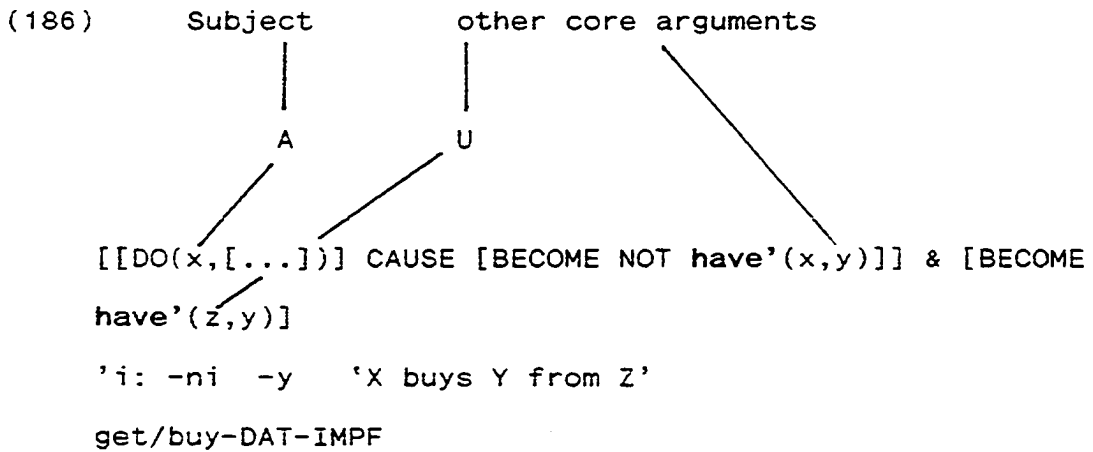 (186) Subject other core arguments
A U
[[DO(x,[...])] CAUSE [BECOME NOT have'(x,y)]] & [BECOME
have'(z,y)]
'i: -ni -y 'X buys Y from Z'
get/buy-DAT-IMPF